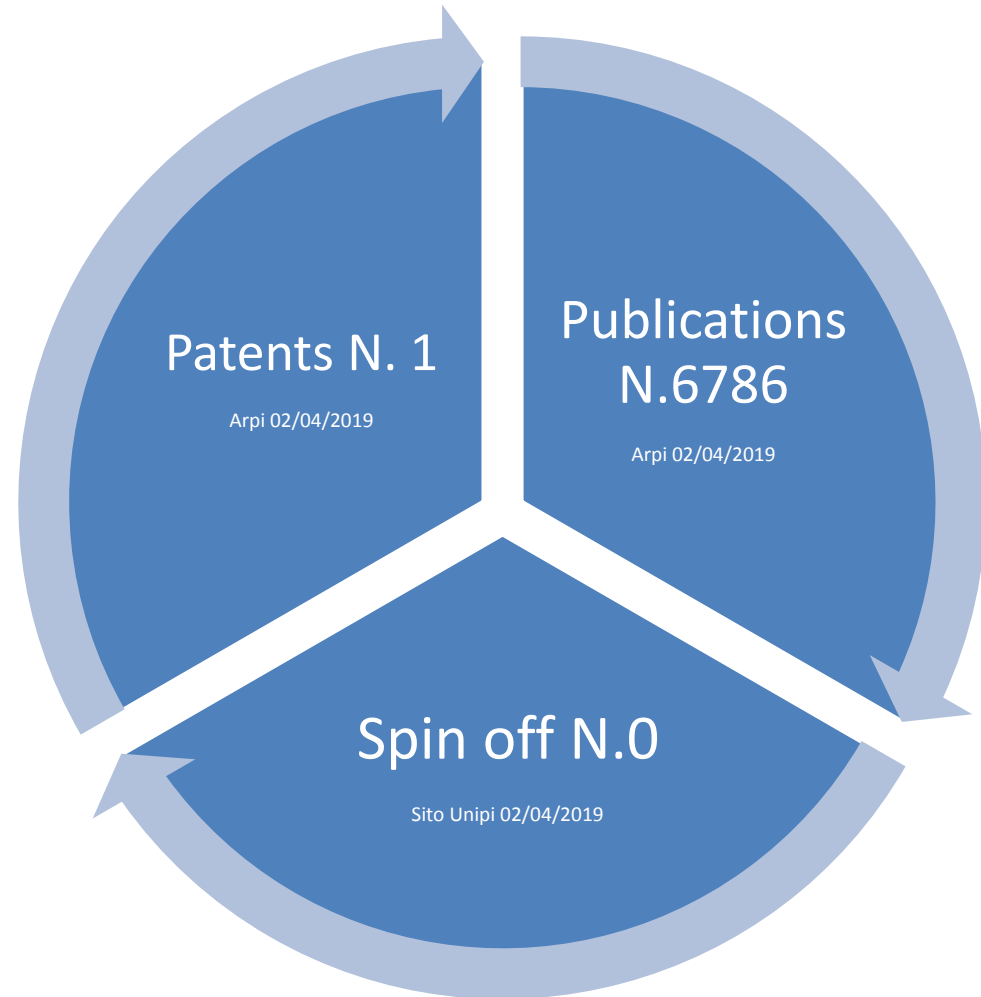 Patents N. 1
Arpi 02/04/2019
Publications
N.6786
Arpi 02/04/2019
Spin off N.0
Sito Unipi 02/04/2019